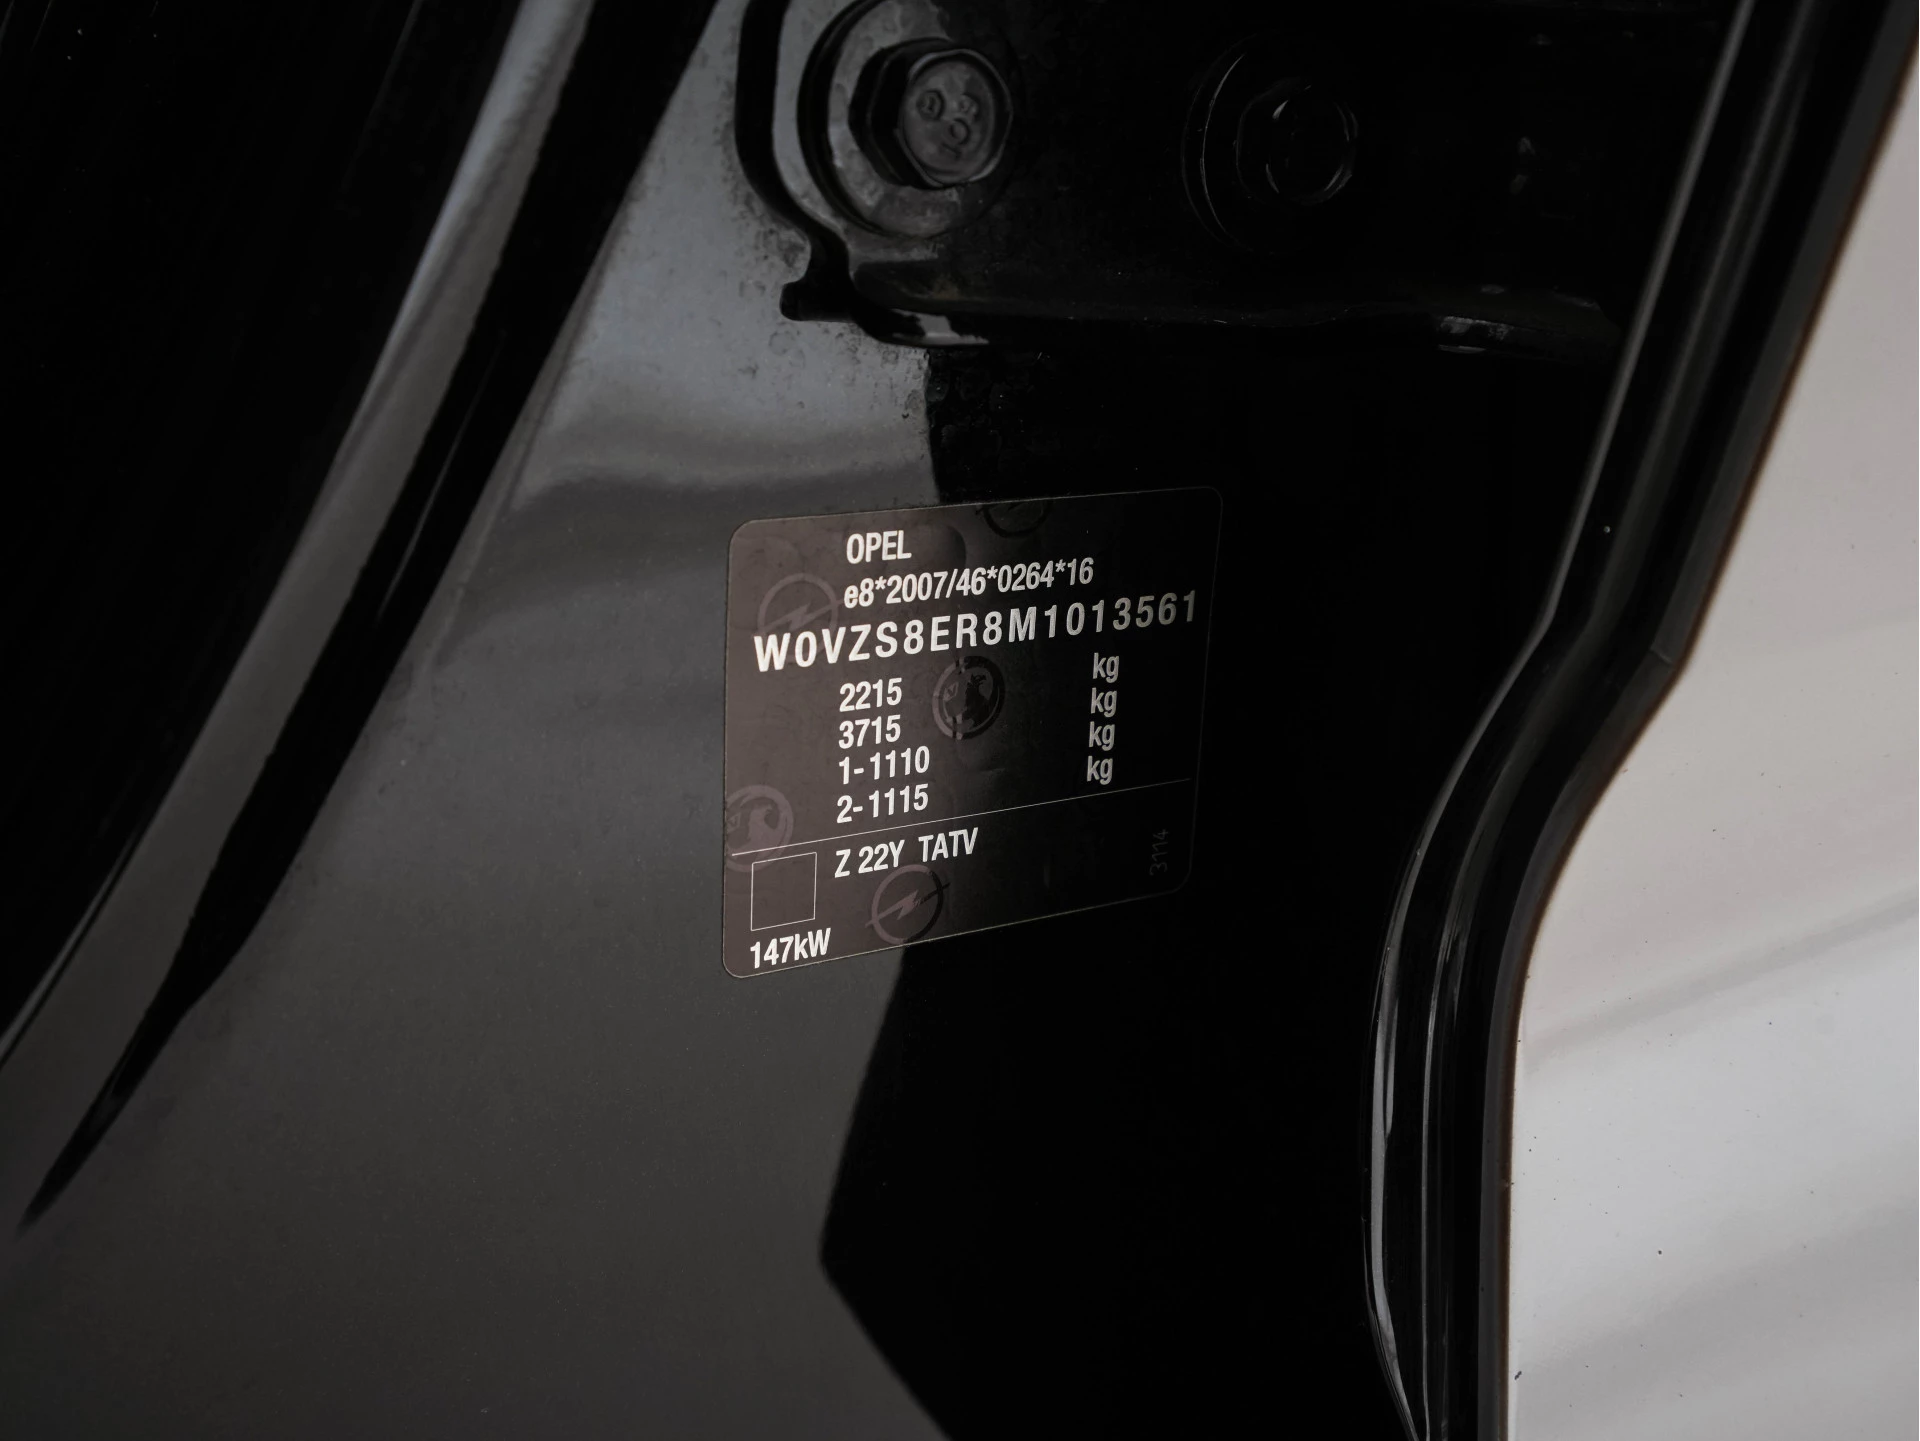 OPEL
e8*2007/46*0264*16
W0VZS8ER8M1013561
2215 kg
3715 kg
1-1110 kg
2-1115 kg
Z 22Y TATV
3114
147kW